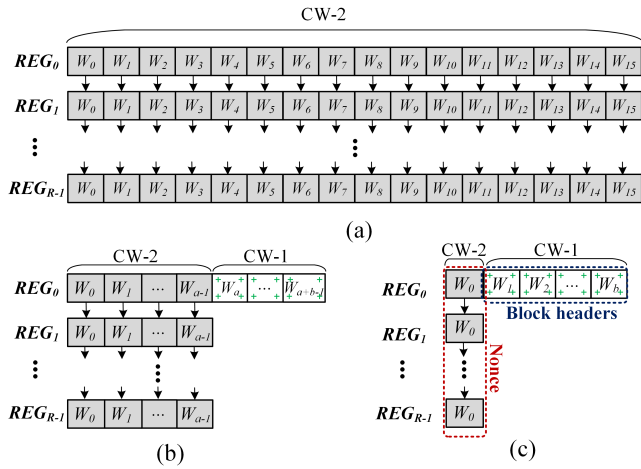 CW-2
REG0 W0 W1 W2 W3 W4 W5 W6 W7 W8 W9 W10 W11 W12 W13 W14 W15
REG1 W0 W1 W2 W3 W4 W5 W6 W7 W8 W9 W10 W11 W12 W13 W14 W15
REGR-1 W0 W1 W2 W3 W4 W5 W6 W7 W8 W9 W10 W11 W12 W13 W14 W15
(a)
CW-2 CW-1
REG0 W0 W1 ... Wa-1 Wa ... Wa+b-1
REG1 W0 W1 ... Wa-1
REGR-1 W0 W1 ... Wa-1
(b)
CW-2 CW-1
REG0 W0 W1 W2 ... Wb
Block headers
REG1 W0
Nonce
REGR-1 W0
(c)